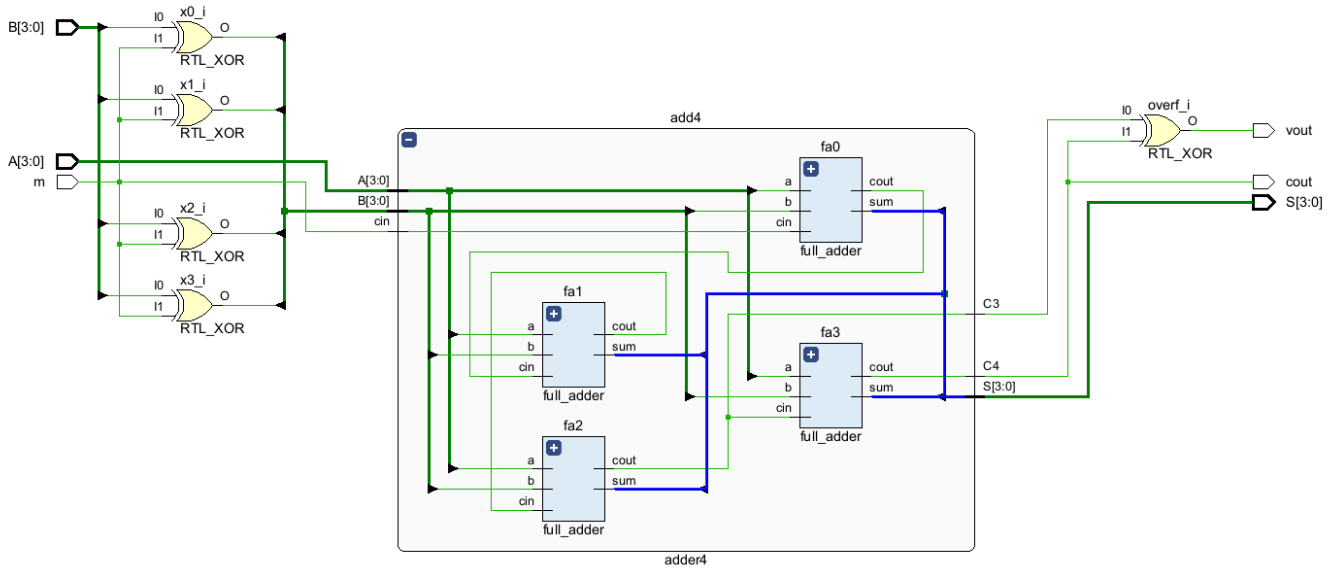 B[3:0]
I0
I1
x0_i
O
RTL_XOR
I0
I1
x1_i
O
RTL_XOR
A[3:0]
m
I0
I1
x2_i
O
RTL_XOR
I0
I1
x3_i
O
RTL_XOR
add4
A[3:0]
B[3:0]
cin
fa0
a
b
cin
cout
sum
full_adder
fa1
a
b
cin
cout
sum
full_adder
fa2
a
b
cin
cout
sum
full_adder
fa3
a
b
cin
cout
sum
full_adder
C3
C4
S[3:0]
adder4
I0
I1
overf_i
O
RTL_XOR
vout
cout
S[3:0]